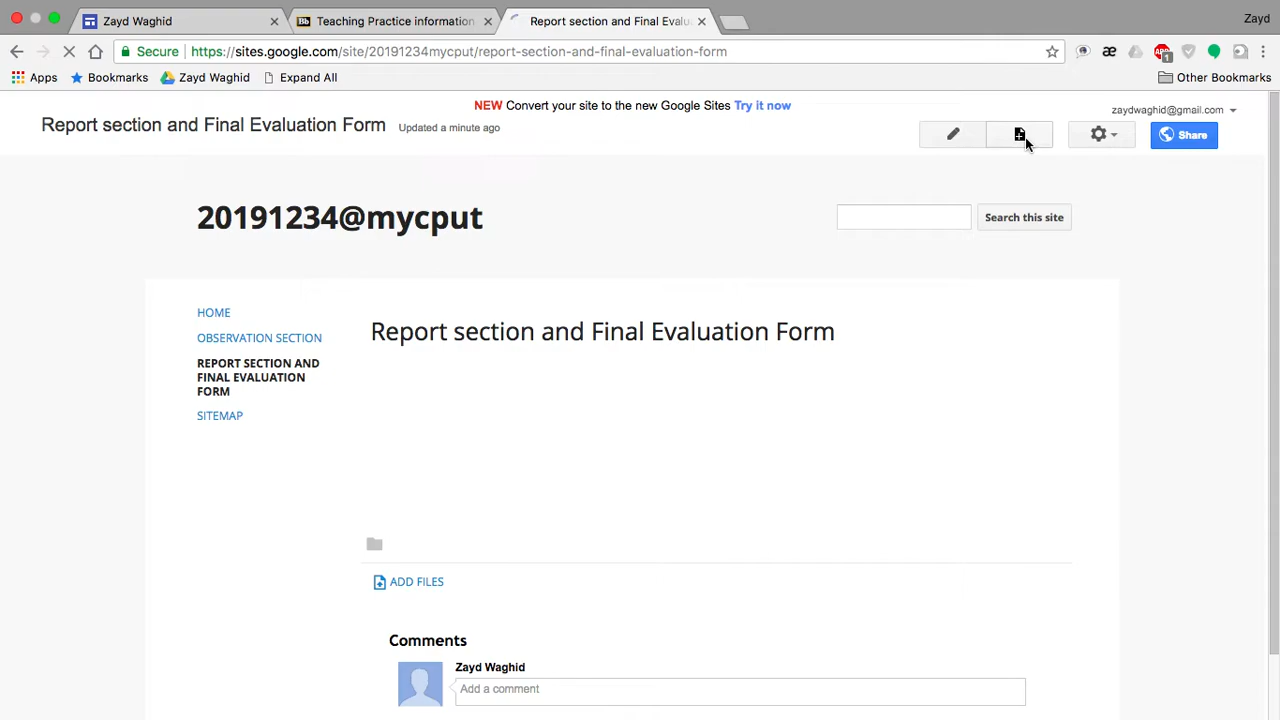 Zayd Waghid
Bb Teaching Practice information
Report section and Final Evalu
Zayd
Secure https://sites.google.com/site/20191234mycput/report-section-and-final-evaluation-form
æ
1
Apps Bookmarks Zayd Waghid Expand All Other Bookmarks
NEW Convert your site to the new Google Sites Try it now
zaydwaghid@gmail.com
Report section and Final Evaluation Form Updated a minute ago
Share
20191234@mycput
Search this site
HOME
OBSERVATION SECTION
REPORT SECTION AND
FINAL EVALUATION
FORM
SITEMAP
Report section and Final Evaluation Form
ADD FILES
Comments
Zayd Waghid
Add a comment